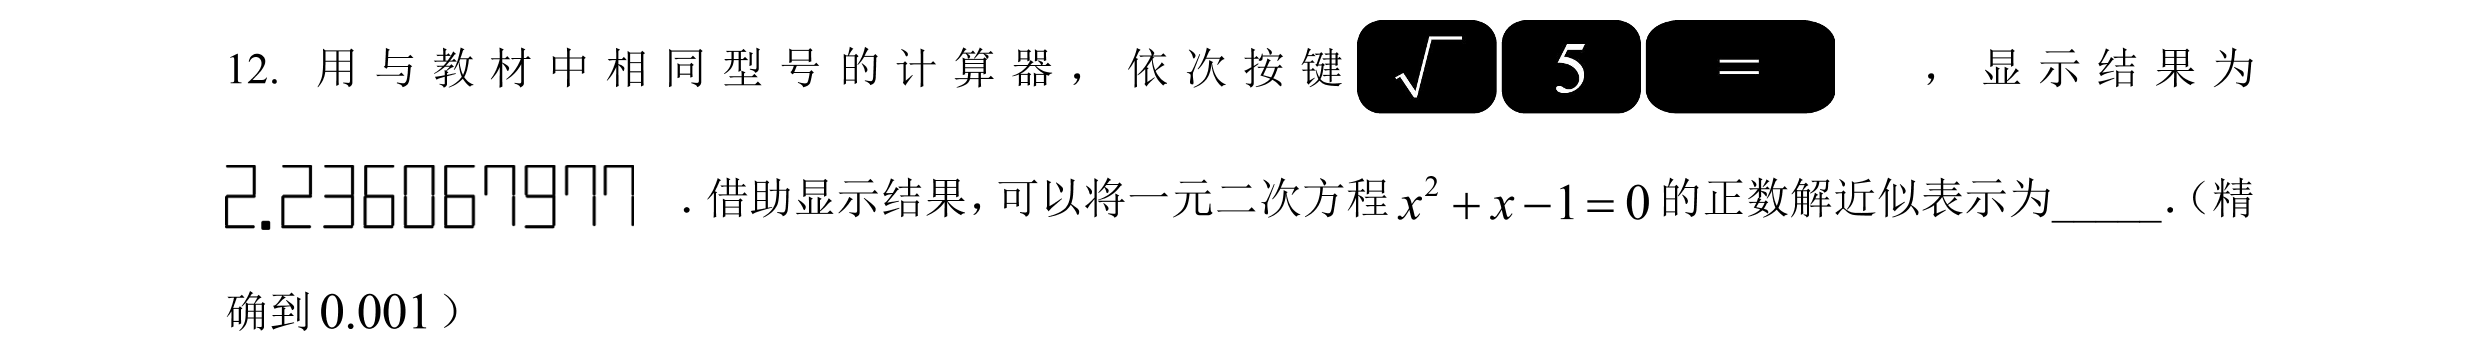 12. 用与教材中相同型号的计算器，依次按键 √ 5 = ，显示结果为
2.236067977 . 借助显示结果，可以将一元二次方程 x² + x − 1 = 0 的正数解近似表示为_____.（精
确到 0.001）